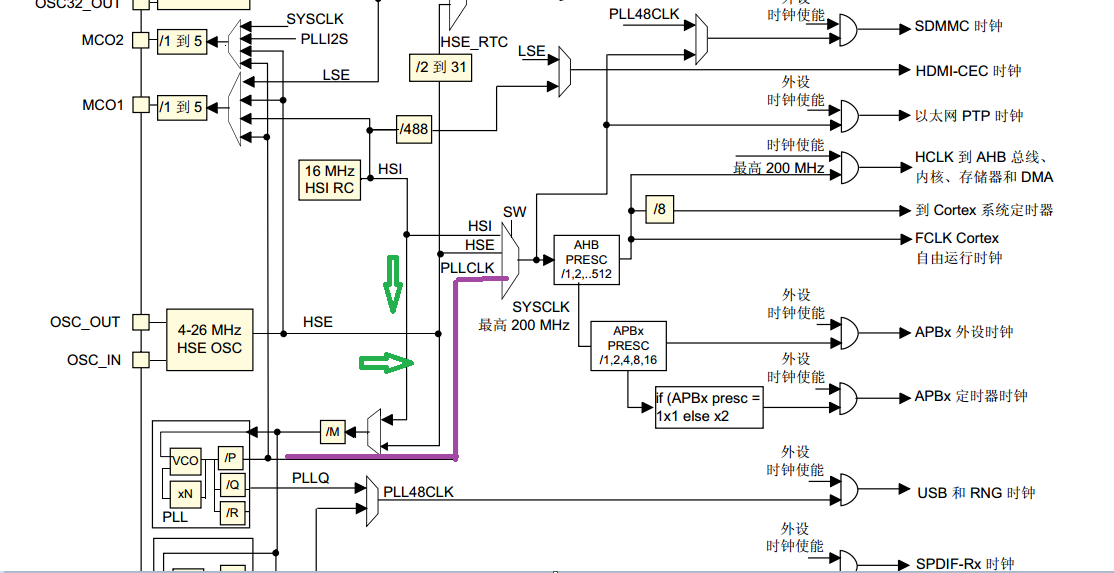 OSC32_OUT
SYSCLK
PLLI2S
MCO2
/1 到 5
HSE_RTC
/2 到 31
LSE
MCO1
/1 到 5
/488
16 MHz
HSI RC
HSI
PLL48CLK
LSE
时钟使能
SDMMC 时钟
HDMI-CEC 时钟
外设
时钟使能
以太网 PTP 时钟
时钟使能
最高 200 MHz
HCLK 到 AHB 总线、
内核、存储器和 DMA
/8
到 Cortex 系统定时器
FCLK Cortex
自由运行时钟
SW
HSI
HSE
PLLCLK
AHB
PRESC
/1,2,..512
SYSCLK
最高 200 MHz
OSC_OUT
OSC_IN
4-26 MHz
HSE OSC
HSE
APBx
PRESC
/1,2,4,8,16
外设
时钟使能
APBx 外设时钟
if (APBx presc =
1x1 else x2
外设
时钟使能
APBx 定时器时钟
/M
VCO
xN
PLL
/P
/Q
/R
PLLQ
PLL48CLK
外设
时钟使能
USB 和 RNG 时钟
外设
时钟使能
SPDIF-Rx 时钟